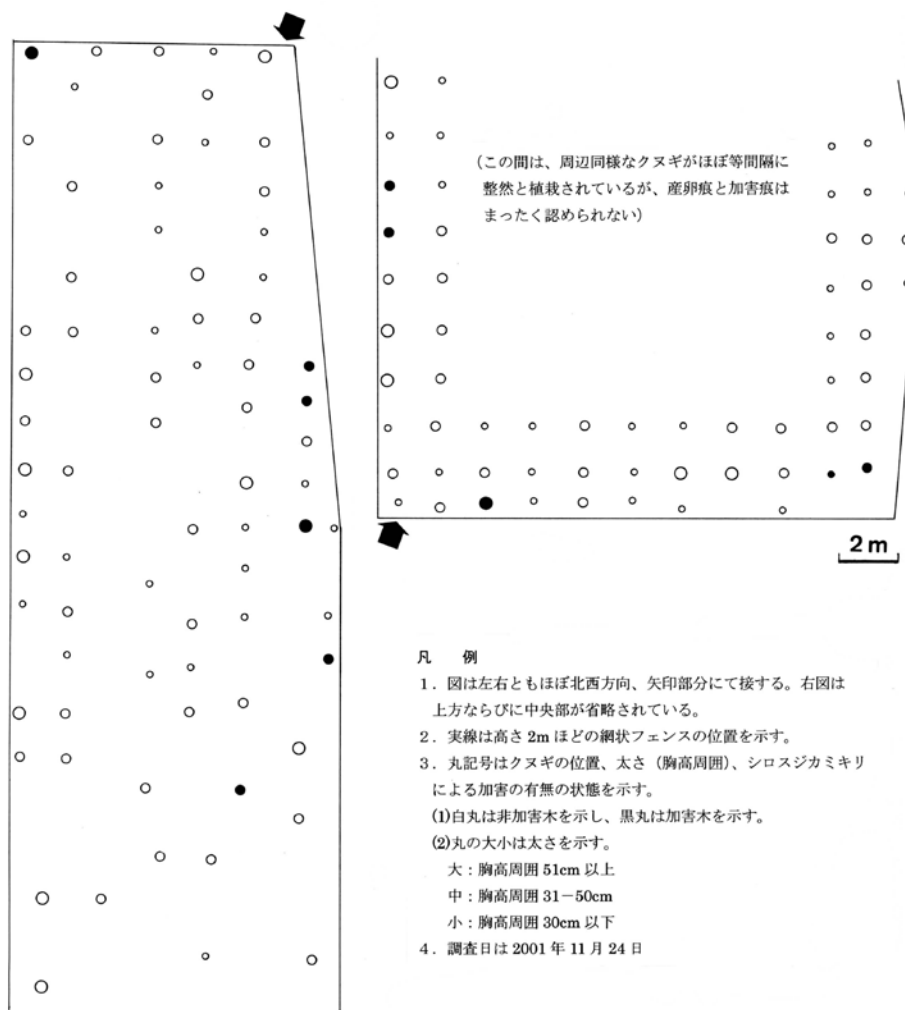 (この間は、周辺同様なクヌギがほぼ等間隔に
整然と植栽されているが、産卵痕と加害痕は
まったく認められない)
2 m
凡 例
1．図は左右ともほぼ北西方向、矢印部分にて接する。右図は
上方ならびに中央部が省略されている。
2．実線は高さ 2m ほどの網状フェンスの位置を示す。
3．丸記号はクヌギの位置、太さ（胸高周囲）、シロスジカミキリ
による加害の有無の状態を示す。
(1)白丸は非加害木を示し、黒丸は加害木を示す。
(2)丸の大小は太さを示す。
大：胸高周囲 51cm 以上
中：胸高周囲 31－50cm
小：胸高周囲 30cm 以下
4．調査日は 2001 年 11 月 24 日